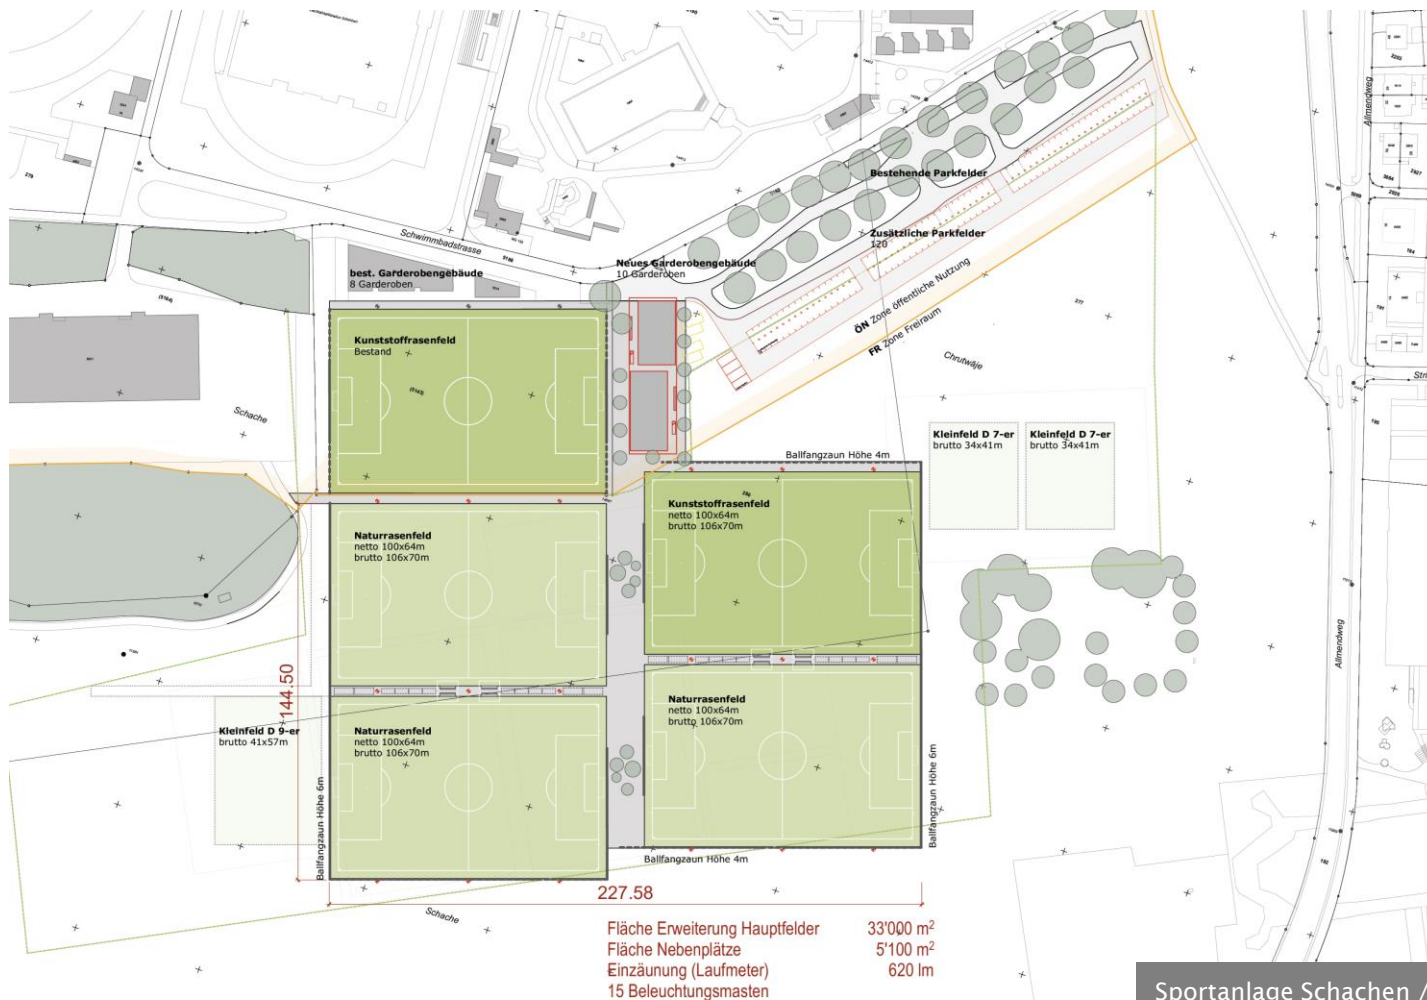 Allmendweg
Bestehende Parkfelder
Schwimmbadstrasse
Zusätzliche Parkfelder
120
best. Garderobengebäude
8 Garderoben
Neues Garderobengebäude
10 Garderoben
ÖN Zone öffentliche Nutzung
FR Zone Freiraum
277
Chrutwäje
Kunststoffrasenfeld
Bestand
Schache
Kleinfeld D 7-er
brutto 34x41m
Kleinfeld D 7-er
brutto 34x41m
Ballfangzaun Höhe 4m
Kunststoffrasenfeld
netto 100x64m
brutto 106x70m
Naturrasenfeld
netto 100x64m
brutto 106x70m
Allmendweg
144.50
Kleinfeld D 9-er
brutto 41x57m
Naturrasenfeld
netto 100x64m
brutto 106x70m
Naturrasenfeld
netto 100x64m
brutto 106x70m
Ballfangzaun Höhe 6m
Ballfangzaun Höhe 6m
Ballfangzaun Höhe 4m
227.58
Schache
Fläche Erweiterung Hauptfelder 33'000 m²
Fläche Nebenplätze 5'100 m²
Einzäunung (Laufmeter) 620 lm
15 Beleuchtungsmasten
Sportanlage Schachen /